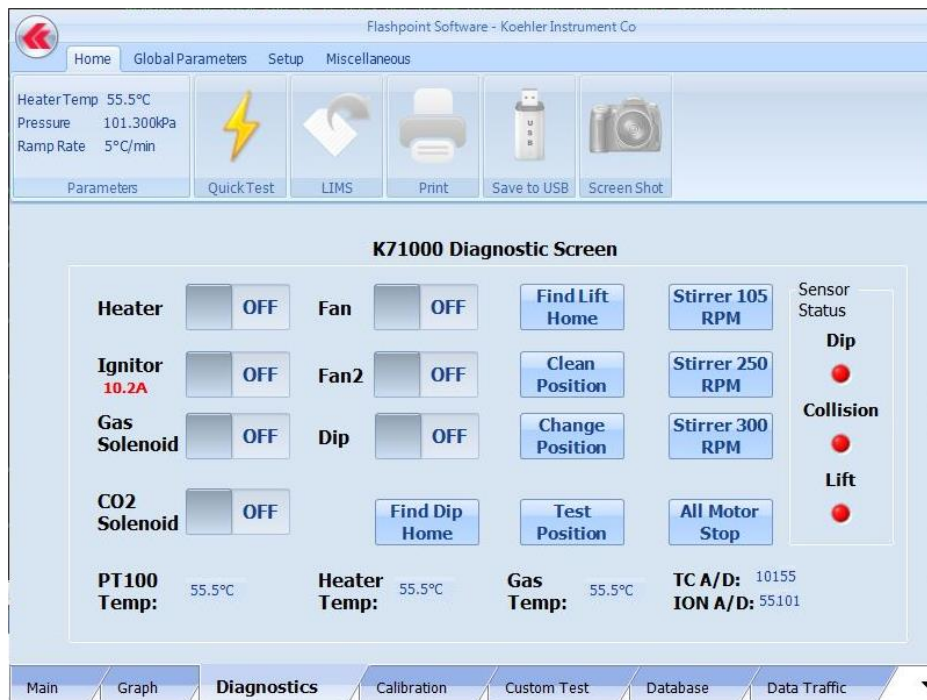 Flashpoint Software - Koehler Instrument Co
Home Global Parameters Setup Miscellaneous
Heater Temp 55.5°C
Pressure 101.300kPa
Ramp Rate 5°C/min
Parameters
Quick Test
LIMS
Print
USB
Save to USB
Screen Shot
K71000 Diagnostic Screen
Heater OFF
Fan OFF
Find Lift
Home
Stirrer 105
RPM
Sensor
Status
Dip
Ignitor
10.2A
OFF
Fan2 OFF
Clean
Position
Stirrer 250
RPM
Collision
Gas
Solenoid
OFF
Dip OFF
Change
Position
Stirrer 300
RPM
Lift
CO2
Solenoid
OFF
Find Dip
Home
Test
Position
All Motor
Stop
PT100
Temp:
55.5°C
Heater
Temp:
55.5°C
Gas
Temp:
55.5°C
TC A/D: 10155
ION A/D: 55101
Main Graph Diagnostics Calibration Custom Test Database Data Traffic